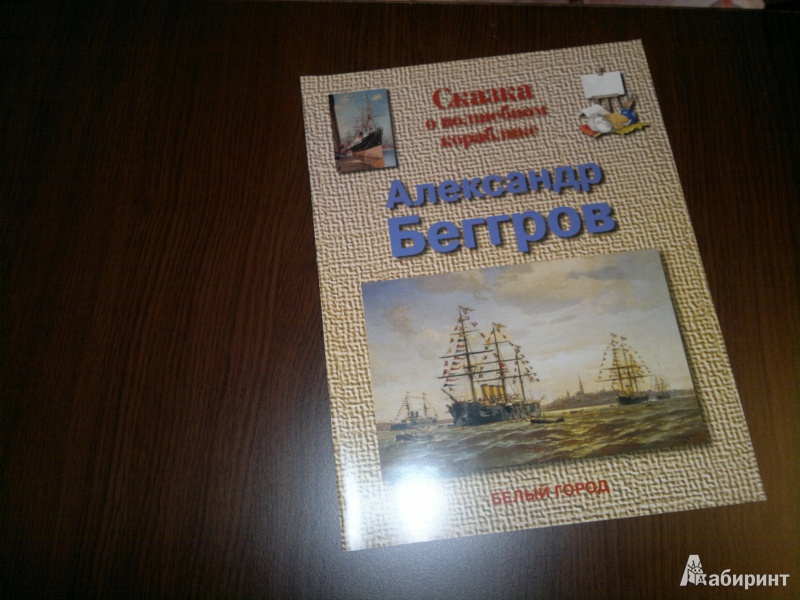 Сказка
о волшебном
кораблике
Александр
Беггров
БЕЛЫЙ ГОРОД
Лабиринт